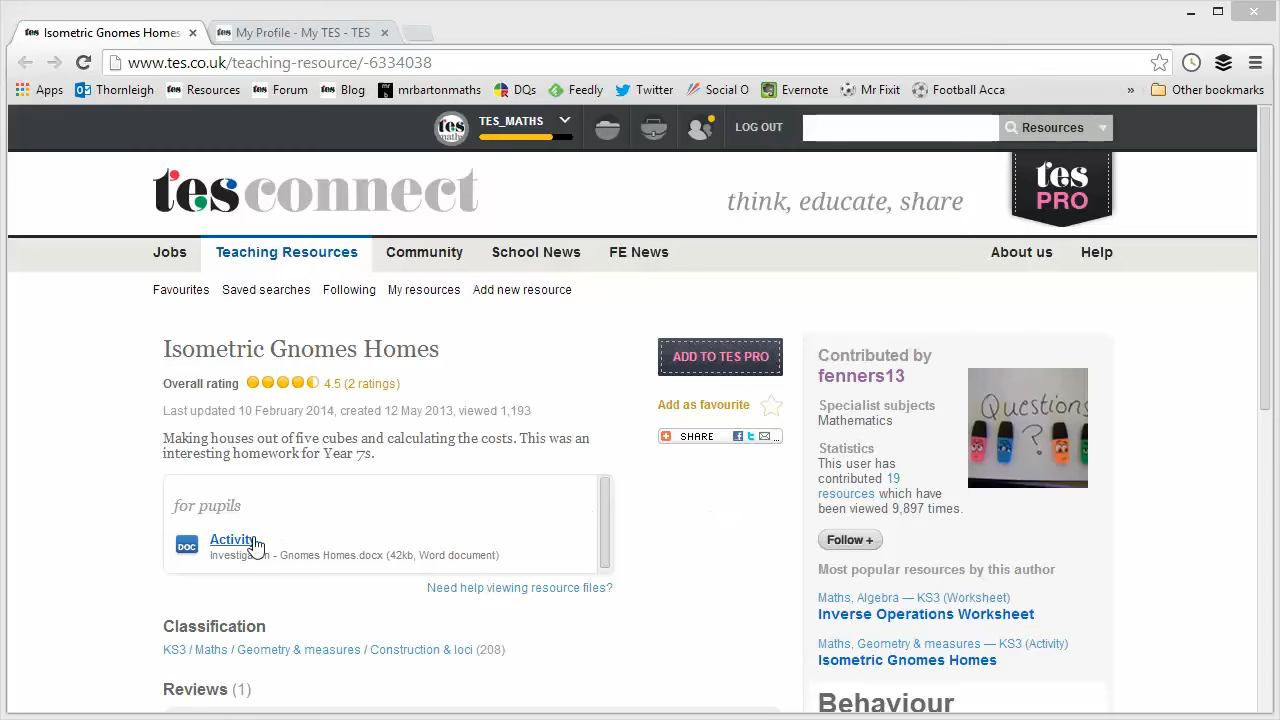 tes Isometric Gnomes Homes
tes My Profile - My TES - TES
www.tes.co.uk/teaching-resource/-6334038
Apps Thornleigh tes Resources tes Forum tes Blog mrbartonmaths DQs Feedly Twitter Social O Evernote Mr Fixit Football Acca » Other bookmarks
tes TES_MATHS LOG OUT Resources
tes connect
think, educate, share
tes
PRO
Jobs Teaching Resources Community School News FE News About us Help
Favourites Saved searches Following My resources Add new resource
Isometric Gnomes Homes
Overall rating 4.5 (2 ratings)
Last updated 10 February 2014, created 12 May 2013, viewed 1,193
Making houses out of five cubes and calculating the costs. This was an
interesting homework for Year 7s.
for pupils
DOC Activity
Investigation - Gnomes Homes.docx (42kb, Word document)
Need help viewing resource files?
Classification
KS3 / Maths / Geometry & measures / Construction & loci (208)
Reviews (1)
ADD TO TES PRO
Add as favourite
SHARE ...
Contributed by
fenners13
Specialist subjects
Mathematics
Statistics
This user has
contributed 19
resources which have
been viewed 9,897 times.
Questions
?
Follow +
Most popular resources by this author
Maths, Algebra — KS3 (Worksheet)
Inverse Operations Worksheet
Maths, Geometry & measures — KS3 (Activity)
Isometric Gnomes Homes
Behaviour